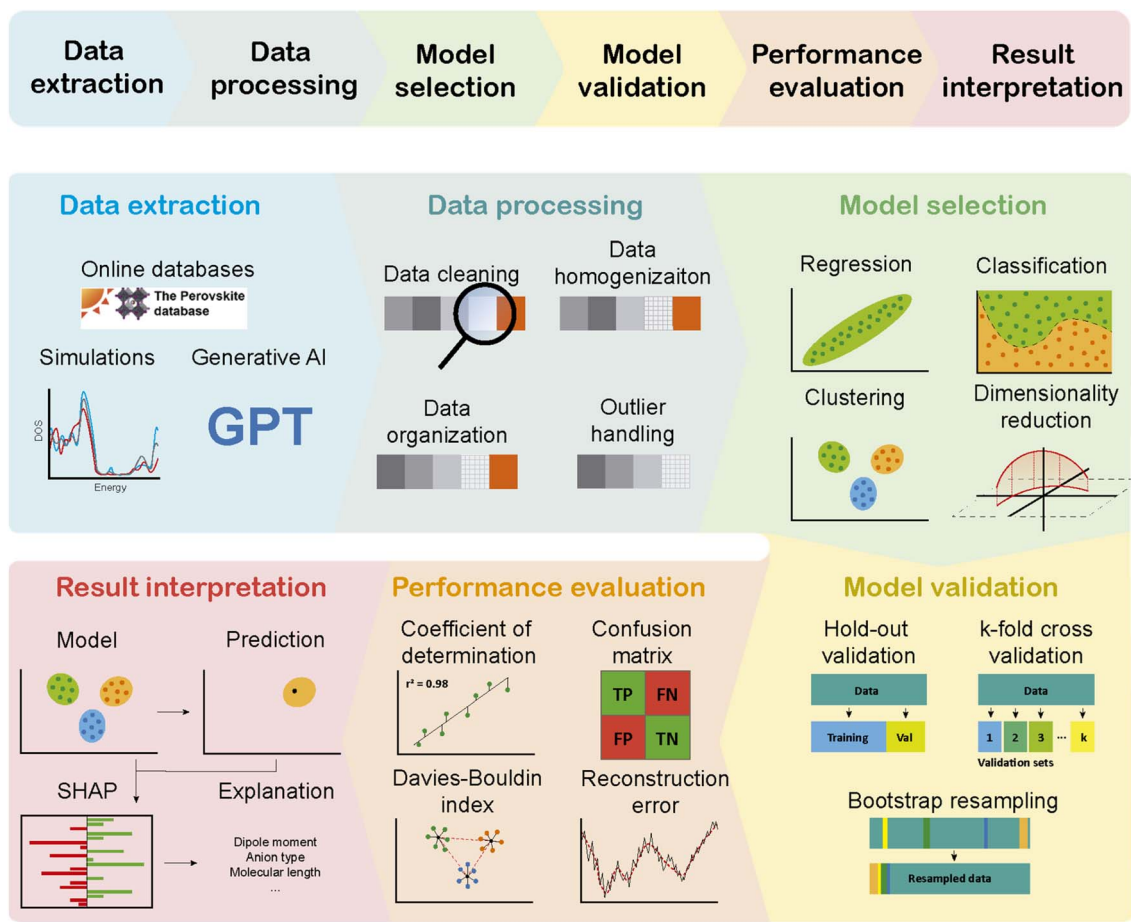 Data
extraction
Data
processing
Model
selection
Model
validation
Performance
evaluation
Result
interpretation
Data extraction
Online databases
The Perovskite
database
Simulations
DOS
Energy
Generative AI
GPT
Data processing
Data cleaning
Data
homogenizaiton
Data
organization
Outlier
handling
Model selection
Regression
Classification
Clustering
Dimensionality
reduction
Result interpretation
Model
Prediction
SHAP
Explanation
Dipole moment
Anion type
Molecular length
...
Performance evaluation
Coefficient of
determination
r² = 0.98
Confusion
matrix
TP FN
FP TN
Davies-Bouldin
index
Reconstruction
error
Model validation
Hold-out
validation
Data
Training Val
k-fold cross
validation
Data
1 2 3 ... k
Validation sets
Bootstrap resampling
Resampled data